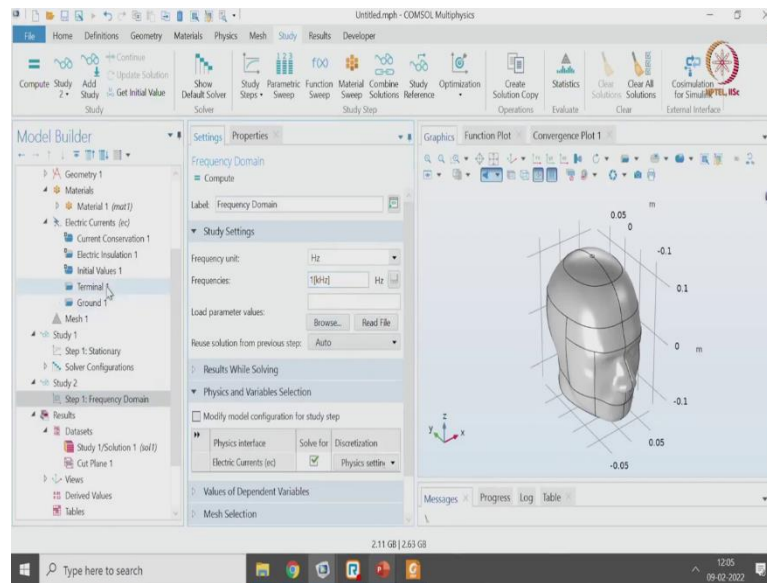 Untitled.mph - COMSOL Multiphysics
File Home Definitions Geometry Materials Physics Mesh Study Results Developer
Compute Study 2 Add Study
Continue
Update Solution
Get Initial Value
Show Default Solver
Study Steps Parametric Sweep Function Sweep Material Sweep Combine Solutions Study Reference
Optimization
Create Solution Copy
Statistics
Clear Solutions Clear All Solutions
Cosimulation for Simulink
NPTEL, IISc
Study Solver Study Step Operations Evaluate Clear External Interface
Model Builder
Geometry 1
Materials
Material 1 (mat1)
Electric Currents (ec)
Current Conservation 1
Electric Insulation 1
Initial Values 1
Terminal 1
Ground 1
Mesh 1
Study 1
Step 1: Stationary
Solver Configurations
Study 2
Step 1: Frequency Domain
Results
Datasets
Study 1/Solution 1 (sol1)
Cut Plane 1
Views
Derived Values
Tables
Settings Properties
Frequency Domain
= Compute
Label: Frequency Domain
Study Settings
Frequency unit: Hz
Frequencies: 1[kHz] Hz
Load parameter values:
Browse... Read File
Reuse solution from previous step: Auto
Results While Solving
Physics and Variables Selection
Modify model configuration for study step
Physics interface Solve for Discretization
Electric Currents (ec) Physics settin
Values of Dependent Variables
Mesh Selection
Graphics Function Plot Convergence Plot 1
m
0.05
0
-0.1
0.1
0 m
-0.1
0.05
-0.05
z
y x
Messages Progress Log Table
2.11 GB | 2.63 GB
Type here to search
12:05
09-02-2022